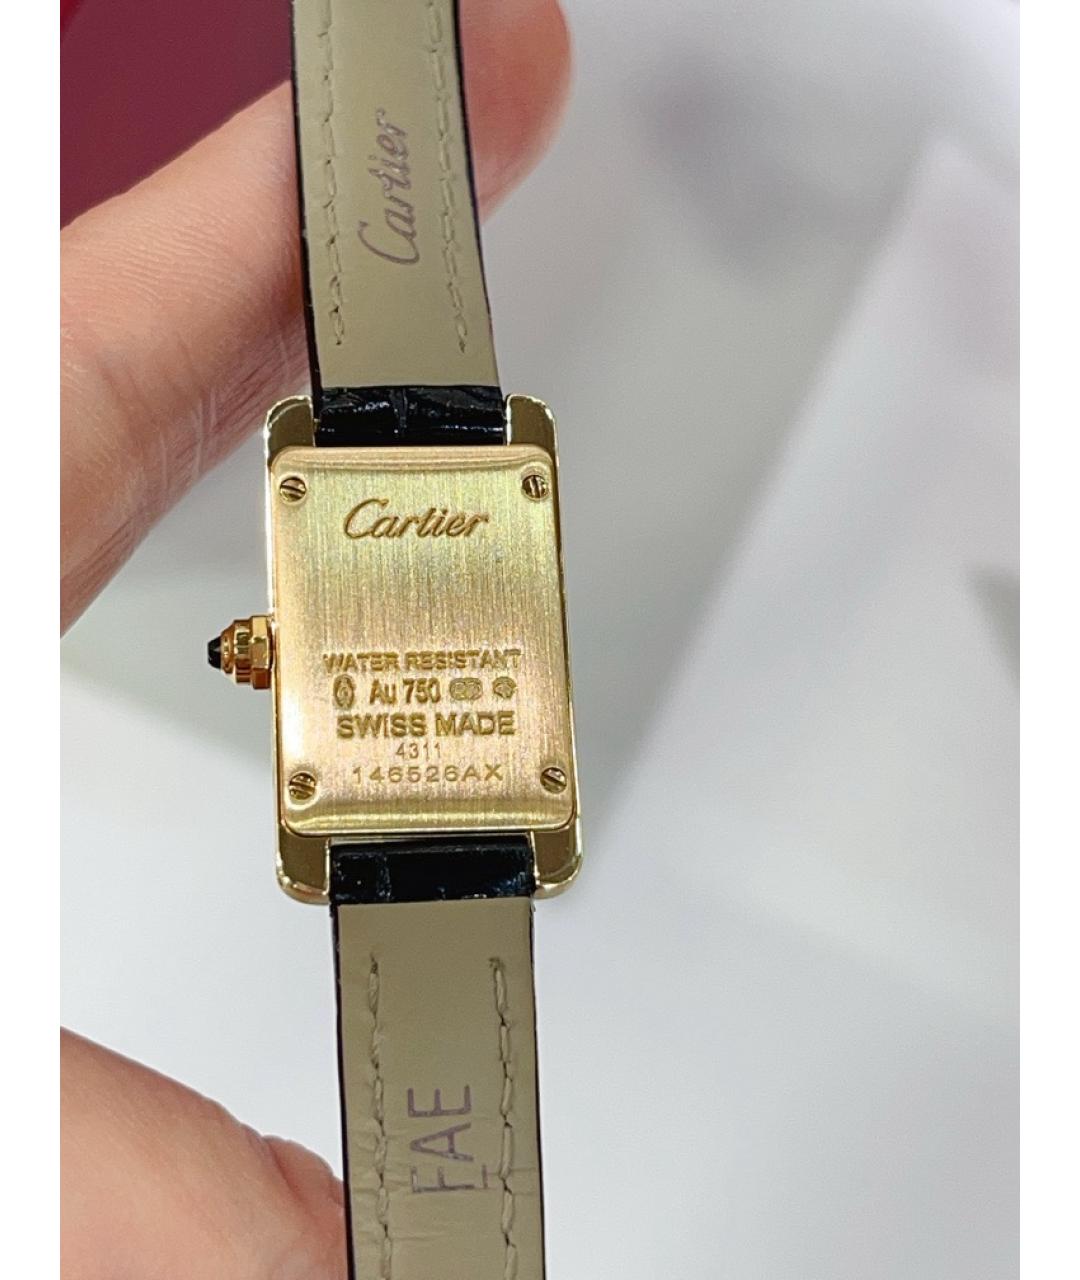 Cartier
Cartier
WATER RESISTANT
Au 750
SWISS MADE
4311
146526AX
FAE